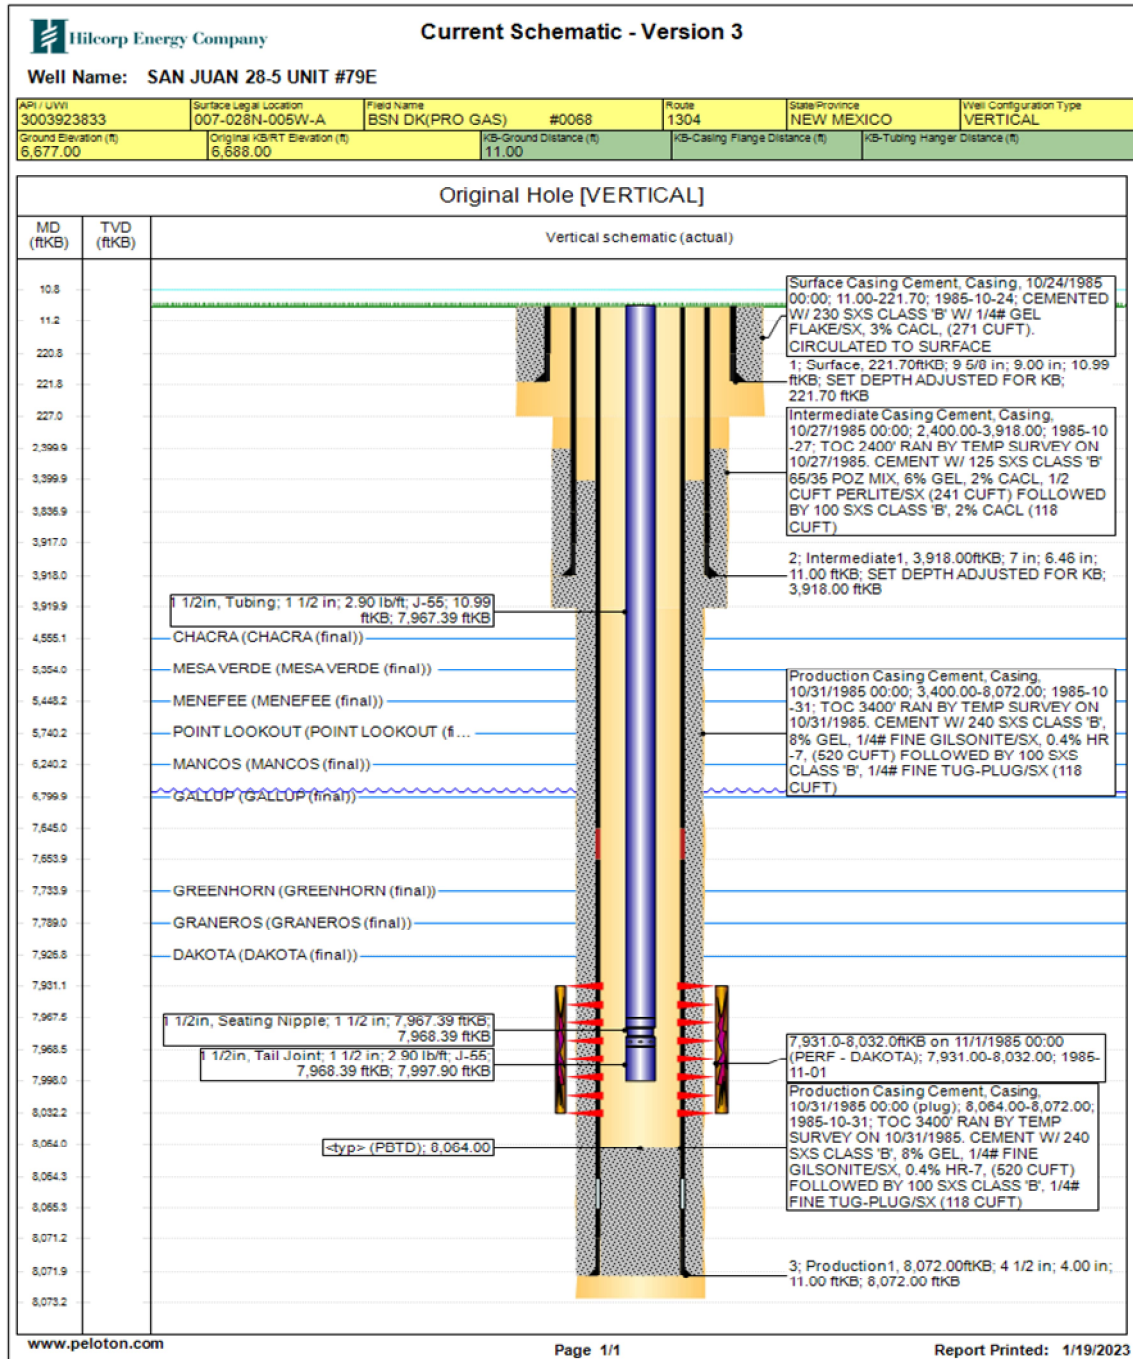 Hilcorp Energy Company
Current Schematic - Version 3
Well Name: SAN JUAN 28-5 UNIT #79E
API / UWI
3003923833
Surface Legal Location
007-028N-005W-A
Field Name
BSN DK(PRO GAS) #0068
Route
1304
State/Province
NEW MEXICO
Well Configuration Type
VERTICAL
Ground Elevation (ft)
6,677.00
Original KB/RT Elevation (ft)
6,688.00
KB-Ground Distance (ft)
11.00
KB-Casing Flange Distance (ft)
KB-Tubing Hanger Distance (ft)
Original Hole [VERTICAL]
MD
(ftKB)
TVD
(ftKB)
Vertical schematic (actual)
10.8
11.2
220.8
221.8
227.0
2,399.9
3,399.9
3,836.9
3,917.0
3,918.0
3,919.9
4,555.1
5,354.0
5,448.2
5,740.2
6,240.2
6,799.9
7,645.0
7,653.9
7,735.9
7,789.0
7,926.8
7,931.1
7,967.5
7,968.5
7,998.0
8,032.2
8,064.0
8,064.3
8,065.3
8,071.2
8,071.9
8,073.2
Surface Casing Cement, Casing, 10/24/1985
00:00; 11.00-221.70; 1985-10-24; CEMENTED
W/ 230 SXS CLASS 'B' W/ 1/4# GEL
FLAKE/SX, 3% CACL, (271 CUFT).
CIRCULATED TO SURFACE
1; Surface, 221.70ftKB; 9 5/8 in; 9.00 in; 10.99
ftKB; SET DEPTH ADJUSTED FOR KB;
221.70 ftKB
Intermediate Casing Cement, Casing,
10/27/1985 00:00; 2,400.00-3,918.00; 1985-10
-27; TOC 2400' RAN BY TEMP SURVEY ON
10/27/1985. CEMENT W/ 125 SXS CLASS 'B'
65/35 POZ MIX, 6% GEL, 2% CACL, 1/2
CUFT PERLITE/SX (241 CUFT) FOLLOWED
BY 100 SXS CLASS 'B', 2% CACL (118
CUFT)
2; Intermediate1, 3,918.00ftKB; 7 in; 6.46 in;
11.00 ftKB; SET DEPTH ADJUSTED FOR KB;
3,918.00 ftKB
1 1/2in, Tubing; 1 1/2 in; 2.90 lb/ft; J-55; 10.99
ftKB; 7,967.39 ftKB
CHACRA (CHACRA (final))
MESA VERDE (MESA VERDE (final))
MENEFEE (MENEFEE (final))
POINT LOOKOUT (POINT LOOKOUT (fi...
MANCOS (MANCOS (final))
GALLUP (GALLUP (final))
Production Casing Cement, Casing,
10/31/1985 00:00; 3,400.00-8,072.00; 1985-10
-31; TOC 3400' RAN BY TEMP SURVEY ON
10/31/1985. CEMENT W/ 240 SXS CLASS 'B',
8% GEL, 1/4# FINE GILSONITE/SX, 0.4% HR
-7, (520 CUFT) FOLLOWED BY 100 SXS
CLASS 'B', 1/4# FINE TUG-PLUG/SX (118
CUFT)
GREENHORN (GREENHORN (final))
GRANEROS (GRANEROS (final))
DAKOTA (DAKOTA (final))
1 1/2in, Seating Nipple; 1 1/2 in; 7,967.39 ftKB;
7,968.39 ftKB
1 1/2in, Tail Joint; 1 1/2 in; 2.90 lb/ft; J-55;
7,968.39 ftKB; 7,997.90 ftKB
7,931.0-8,032.0ftKB on 11/1/1985 00:00
(PERF - DAKOTA); 7,931.00-8,032.00; 1985-
11-01
<typ> (PBTD); 8,064.00
Production Casing Cement, Casing,
10/31/1985 00:00 (plug); 8,064.00-8,072.00;
1985-10-31; TOC 3400' RAN BY TEMP
SURVEY ON 10/31/1985. CEMENT W/ 240
SXS CLASS 'B', 8% GEL, 1/4# FINE
GILSONITE/SX, 0.4% HR-7, (520 CUFT)
FOLLOWED BY 100 SXS CLASS 'B', 1/4#
FINE TUG-PLUG/SX (118 CUFT)
3; Production1, 8,072.00ftKB; 4 1/2 in; 4.00 in;
11.00 ftKB; 8,072.00 ftKB
www.peloton.com
Page 1/1
Report Printed: 1/19/2023